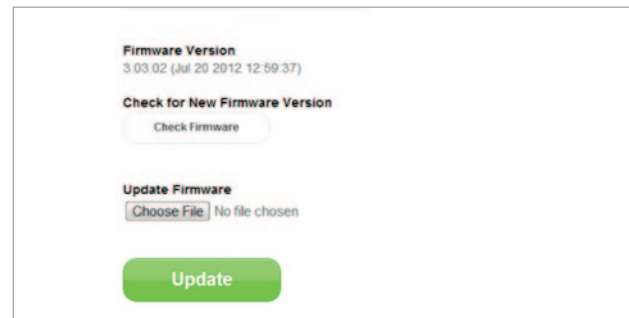 Firmware Version
3.03.02 (Jul 20 2012 12:59:37)
Check for New Firmware Version
Check Firmware
Update Firmware
Choose File No file chosen
Update